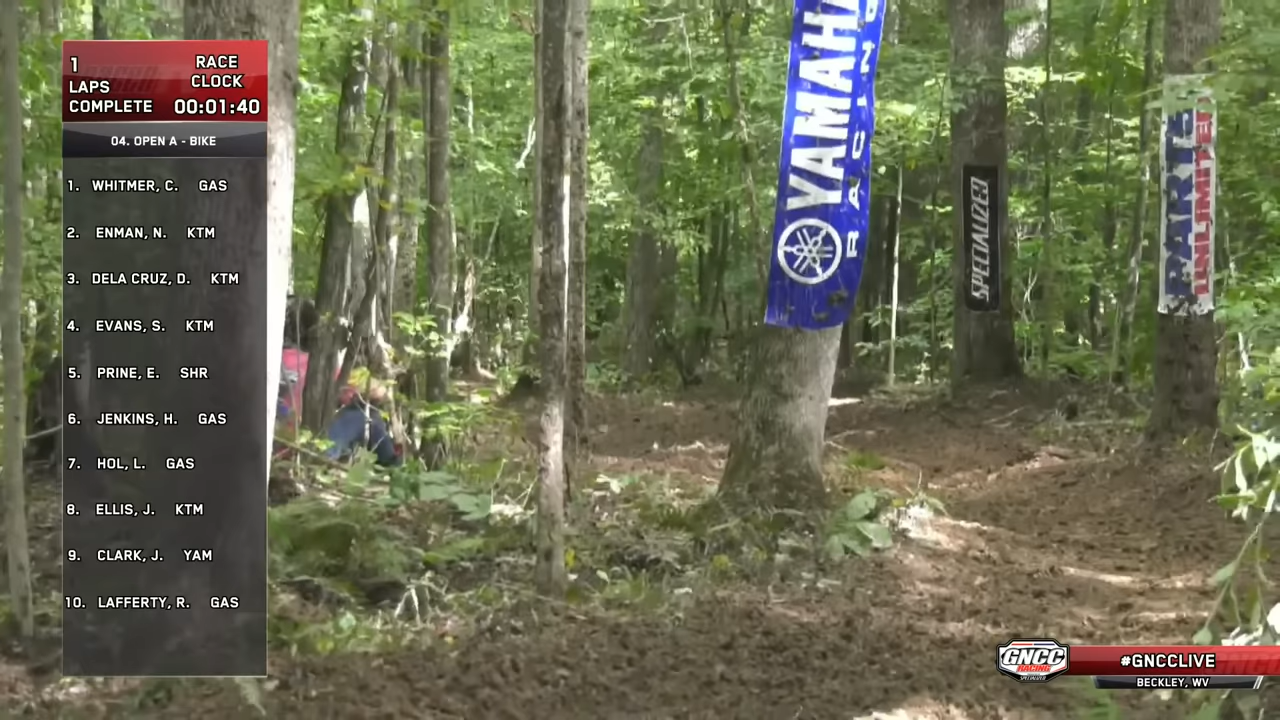 1
LAPS
COMPLETE
RACE
CLOCK
00:01:40
04. OPEN A - BIKE
1. WHITMER, C. GAS
2. ENMAN, N. KTM
3. DELA CRUZ, D. KTM
4. EVANS, S. KTM
5. PRINE, E. SHR
6. JENKINS, H. GAS
7. HOL, L. GAS
8. ELLIS, J. KTM
9. CLARK, J. YAM
10. LAFFERTY, R. GAS
YAMAHA
RACING
SPECIALIZED
PARTS
UNLIMITED
GNCC
RACING
SPECIALIZED
#GNCCLIVE
BECKLEY, WV